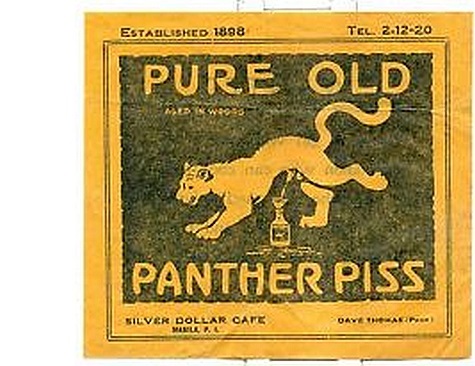 ESTABLISHED 1898
TEL. 2-12-20
PURE OLD
AGED IN WOODS
PANTHER PISS
SILVER DOLLAR CAFE
MANILA, P. I.
DAVE THOMAS (Prop.)